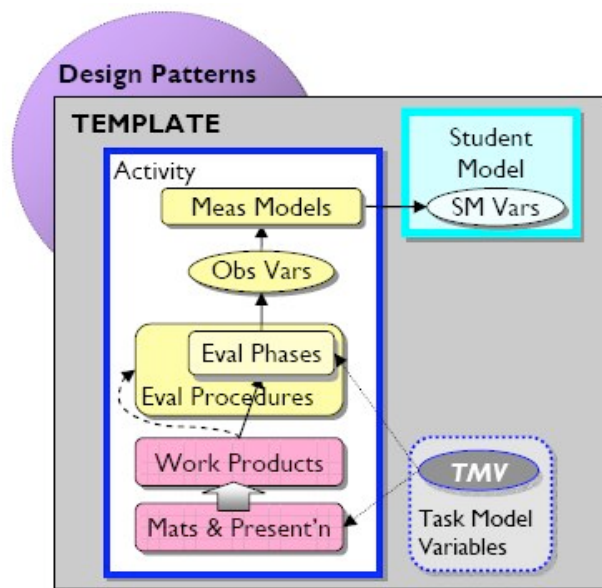 Design Patterns
TEMPLATE
Student
Model
SM Vars
Activity
Meas Models
Obs Vars
Eval Phases
Eval Procedures
Work Products
Mats & Present'n
TMV
Task Model
Variables